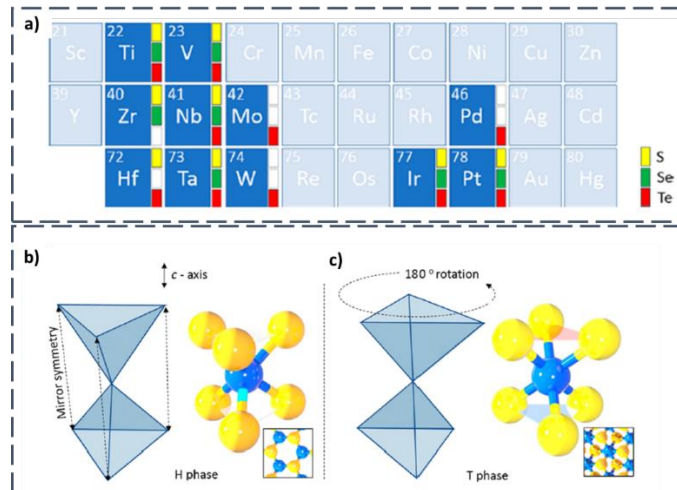 a)
21 22 23 24 25 26 27 28 29 30
Sc Ti V Cr Mn Fe Co Ni Cu Zn
39 40 41 42 43 44 45 46 47 48
Y Zr Nb Mo Tc Ru Rh Pd Ag Cd
72 73 74 75 76 77 78 79 80
Hf Ta W Re Os Ir Pt Au Hg
S
Se
Te
b)
c - axis
Mirror symmetry
H phase
c)
180 º rotation
T phase